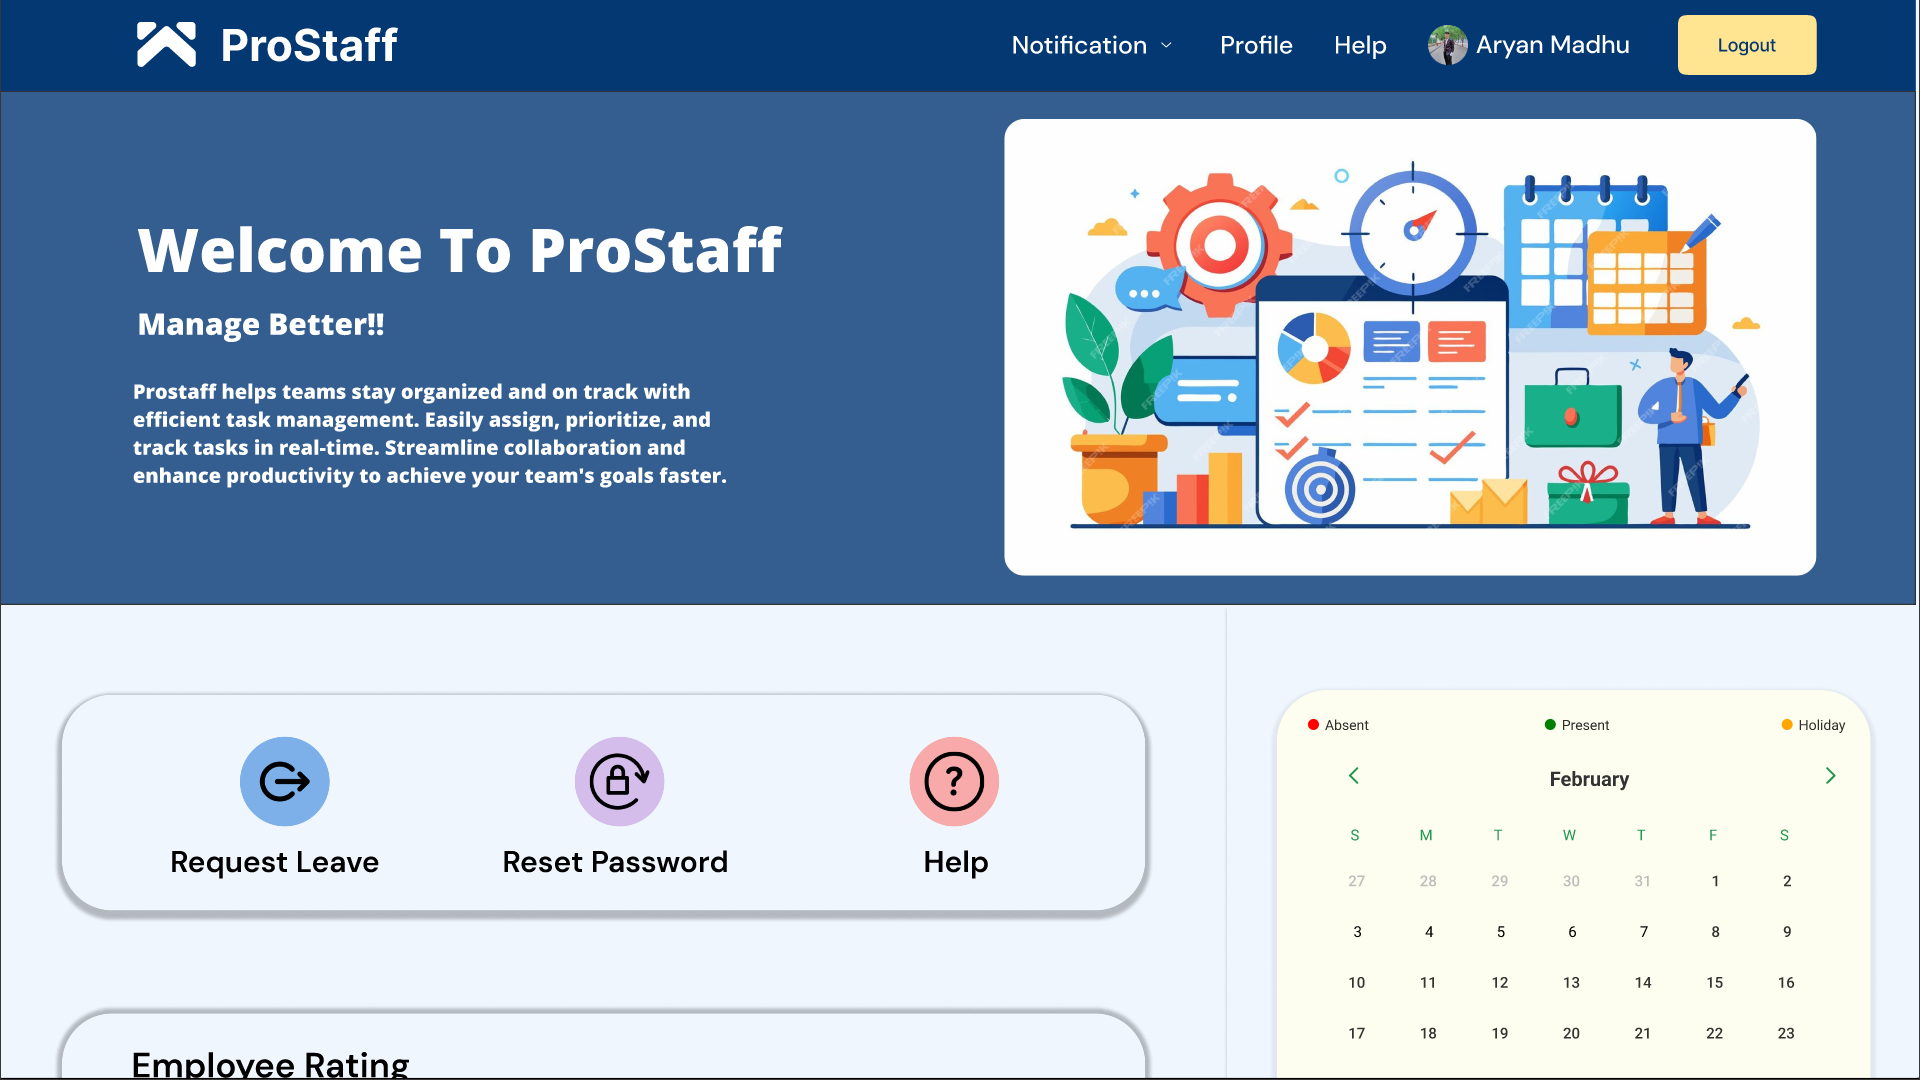 ProStaff
Notification
Profile
Help
Aryan Madhu
Logout
Welcome To ProStaff
Manage Better!!
Prostaff helps teams stay organized and on track with
efficient task management. Easily assign, prioritize, and
track tasks in real-time. Streamline collaboration and
enhance productivity to achieve your team's goals faster.
FREEPIK
Request Leave
Reset Password
?
Help
Employee Rating
Absent
Present
Holiday
February
S M T W T F S
27 28 29 30 31 1 2
3 4 5 6 7 8 9
10 11 12 13 14 15 16
17 18 19 20 21 22 23